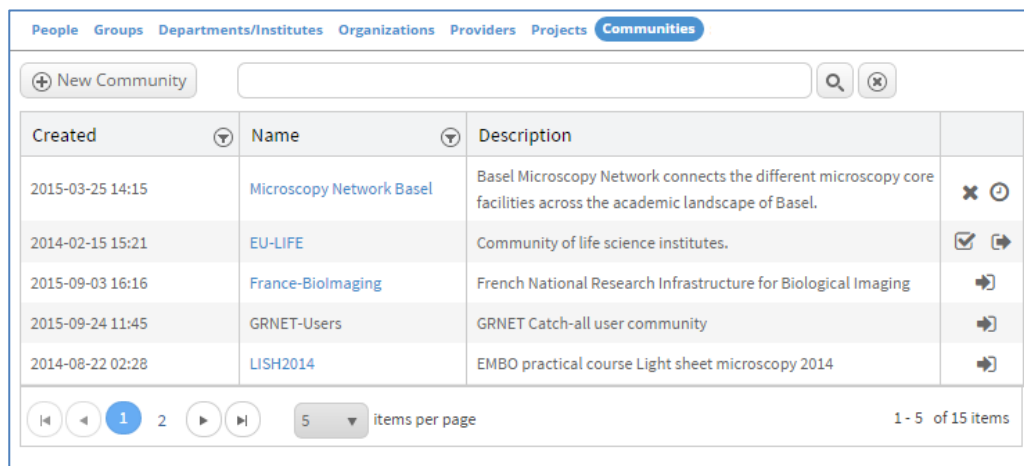 People Groups Departments/Institutes Organizations Providers Projects Communities
New Community
Created Name Description
2015-03-25 14:15 Microscopy Network Basel Basel Microscopy Network connects the different microscopy core
facilities across the academic landscape of Basel.
2014-02-15 15:21 EU-LIFE Community of life science institutes.
2015-09-03 16:16 France-BioImaging French National Research Infrastructure for Biological Imaging
2015-09-24 11:45 GRNET-Users GRNET Catch-all user community
2014-08-22 02:28 LISH2014 EMBO practical course Light sheet microscopy 2014
1 2 5 items per page 1 - 5 of 15 items